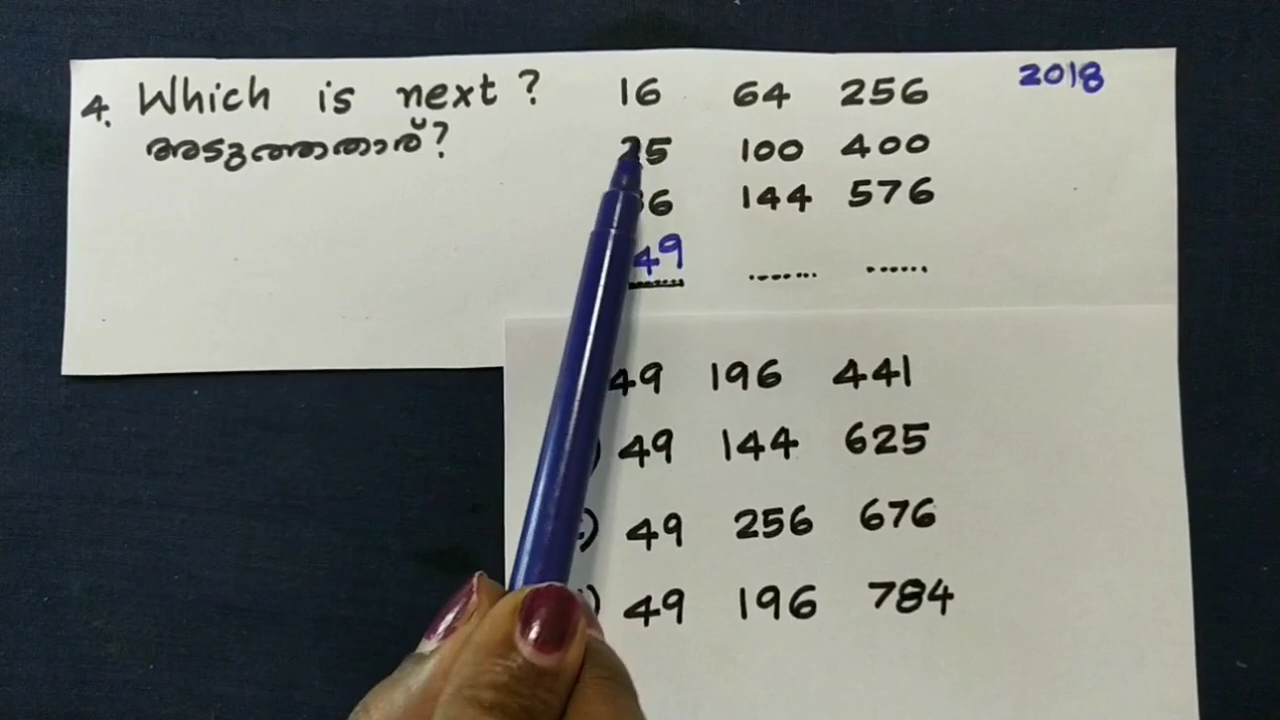 4. Which is next ? 16 64 256 2018
അടുത്തതാര്? 25 100 400
36 144 576
49 ....... ......
49 196 441
) 49 144 625
c) 49 256 676
) 49 196 784